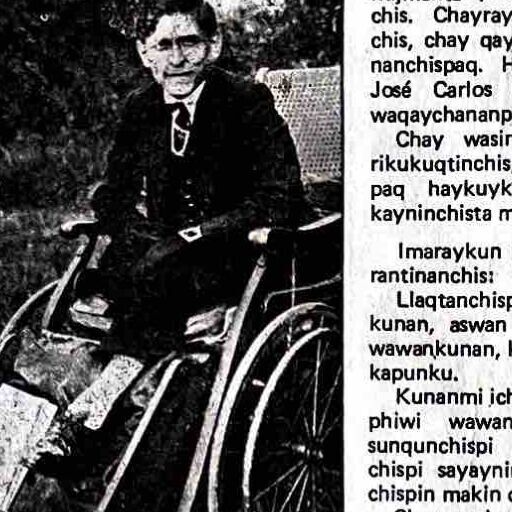 chis. Chayray
chis, chay qay
nanchispaq. H
José Carlos
waqaychananp
Chay wasin
rikukuqtinchis,
paq haykuyk
kayninchista m
Imaraykun
rantinanchis:
Llaqtanchisp
kunan, aswan
wawankunan, k
kapunku.
Kunanmi ich
phiwi wawan
sunqunchispi
chispi sayayni
chispin makin c